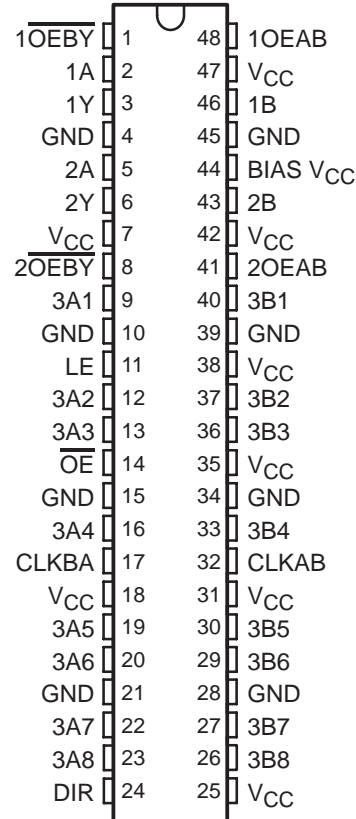 1O̅E̅B̅Y̅ 1 48 1OEAB
1A 2 47 VCC
1Y 3 46 1B
GND 4 45 GND
2A 5 44 BIAS VCC
2Y 6 43 2B
VCC 7 42 VCC
2O̅E̅B̅Y̅ 8 41 2OEAB
3A1 9 40 3B1
GND 10 39 GND
LE 11 38 VCC
3A2 12 37 3B2
3A3 13 36 3B3
O̅E̅ 14 35 VCC
GND 15 34 GND
3A4 16 33 3B4
CLKBA 17 32 CLKAB
VCC 18 31 VCC
3A5 19 30 3B5
3A6 20 29 3B6
GND 21 28 GND
3A7 22 27 3B7
3A8 23 26 3B8
DIR 24 25 VCC